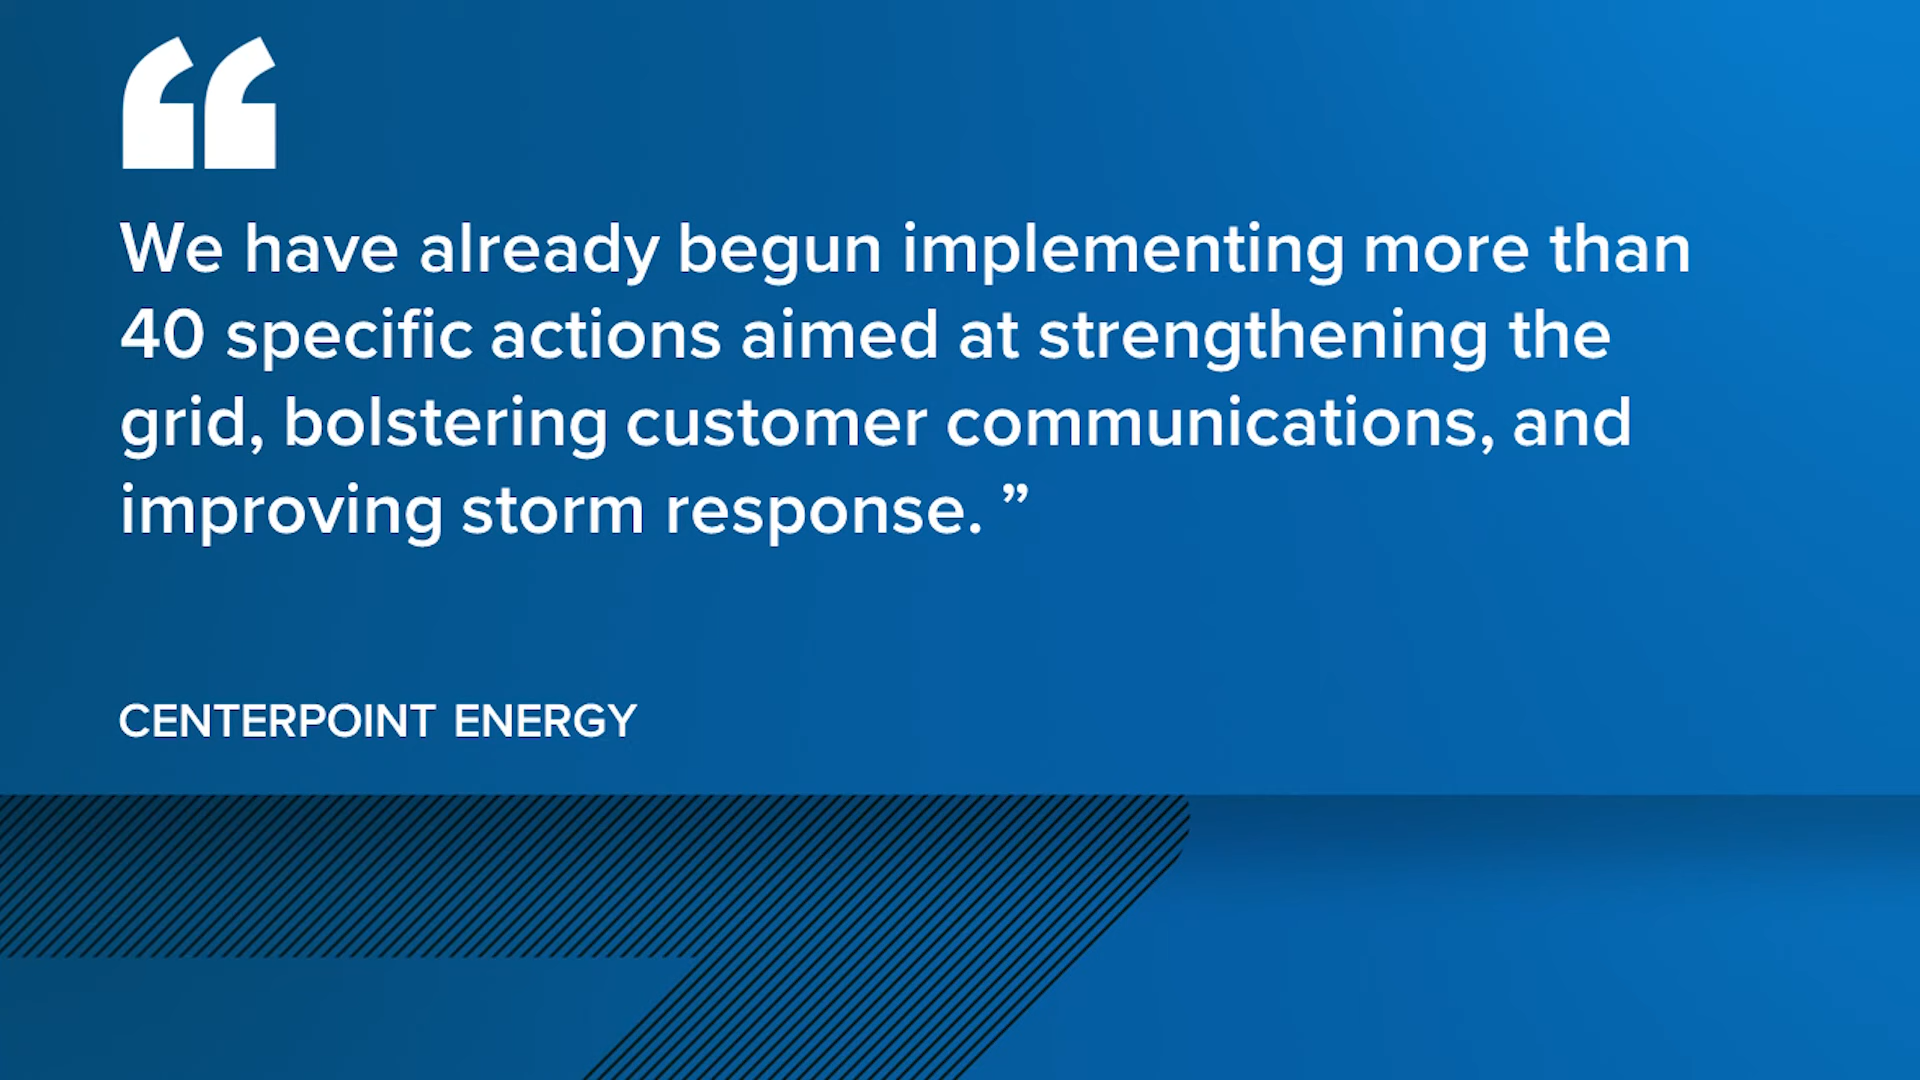 “
We have already begun implementing more than
40 specific actions aimed at strengthening the
grid, bolstering customer communications, and
improving storm response. ”
CENTERPOINT ENERGY